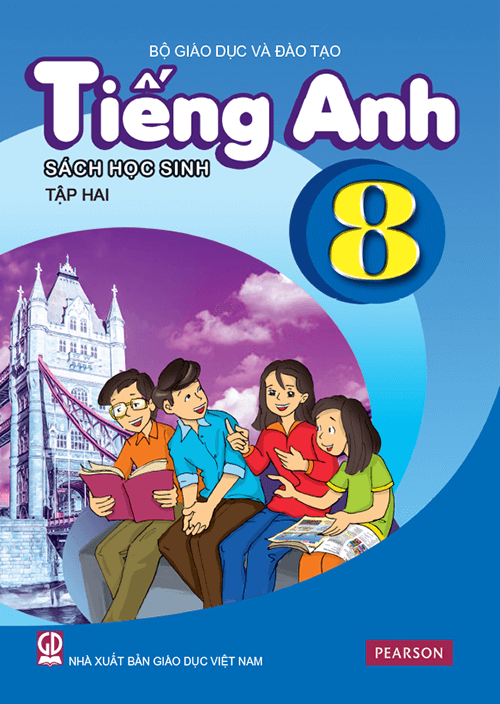 BỘ GIÁO DỤC VÀ ĐÀO TẠO
Tiếng Anh
SÁCH HỌC SINH
TẬP HAI
8
GD
NHÀ XUẤT BẢN GIÁO DỤC VIỆT NAM
PEARSON